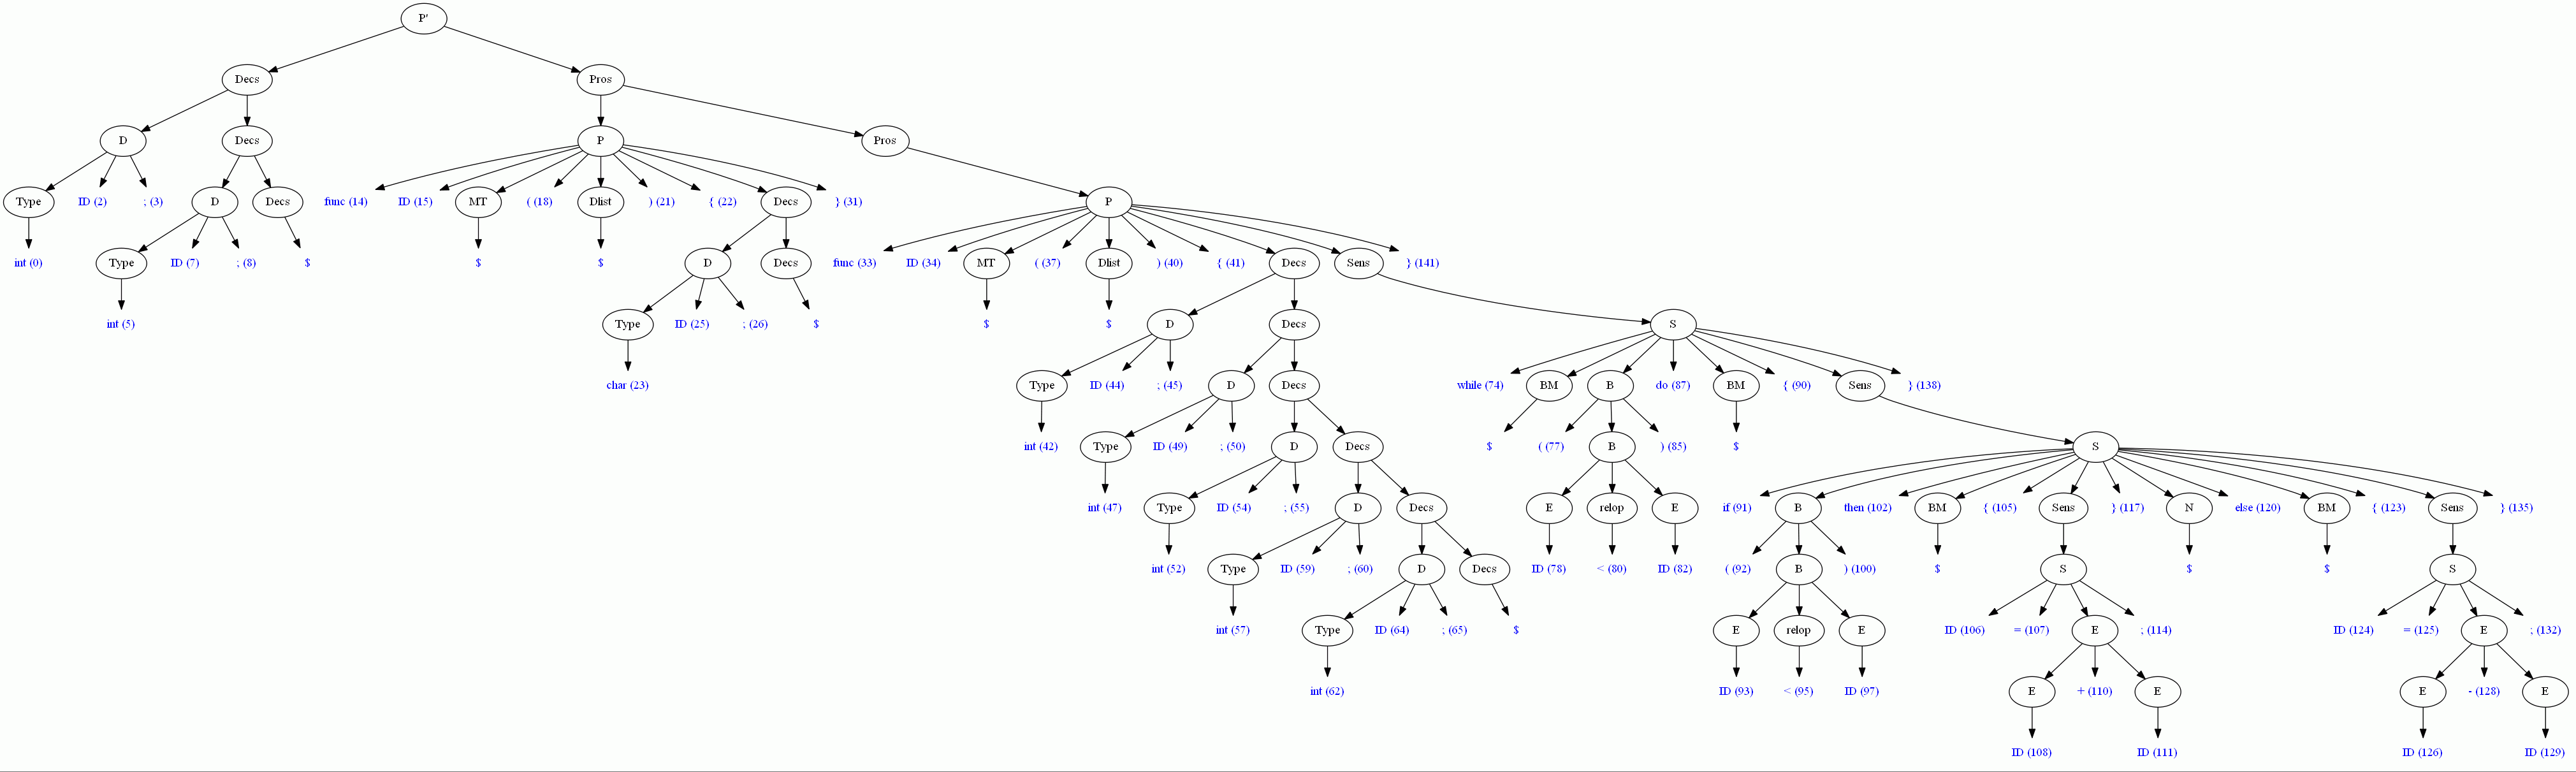 P'
Decs Pros
D Decs P Pros
Type ID (2) ; (3) D Decs func (14) ID (15) MT ( (18) Dlist ) (21) { (22) Decs } (31) P
int (0) Type ID (7) ; (8) $ $ $ D Decs func (33) ID (34) MT ( (37) Dlist ) (40) { (41) Decs Sens } (141)
int (5) Type ID (25) ; (26) $ $ $ D Decs S
char (23) Type ID (44) ; (45) D Decs while (74) BM B do (87) BM { (90) Sens } (138)
int (42) Type ID (49) ; (50) D Decs $ ( (77) B ) (85) $ S
int (47) Type ID (54) ; (55) D Decs E relop E if (91) B then (102) BM { (105) Sens } (117) N else (120) BM { (123) Sens } (135)
int (52) Type ID (59) ; (60) D Decs ID (78) < (80) ID (82) ( (92) B ) (100) $ S $ $ S
int (57) Type ID (64) ; (65) $ E relop E ID (106) = (107) E ; (114) ID (124) = (125) E ; (132)
int (62) ID (93) < (95) ID (97) E + (110) E E - (128) E
ID (108) ID (111) ID (126) ID (129)